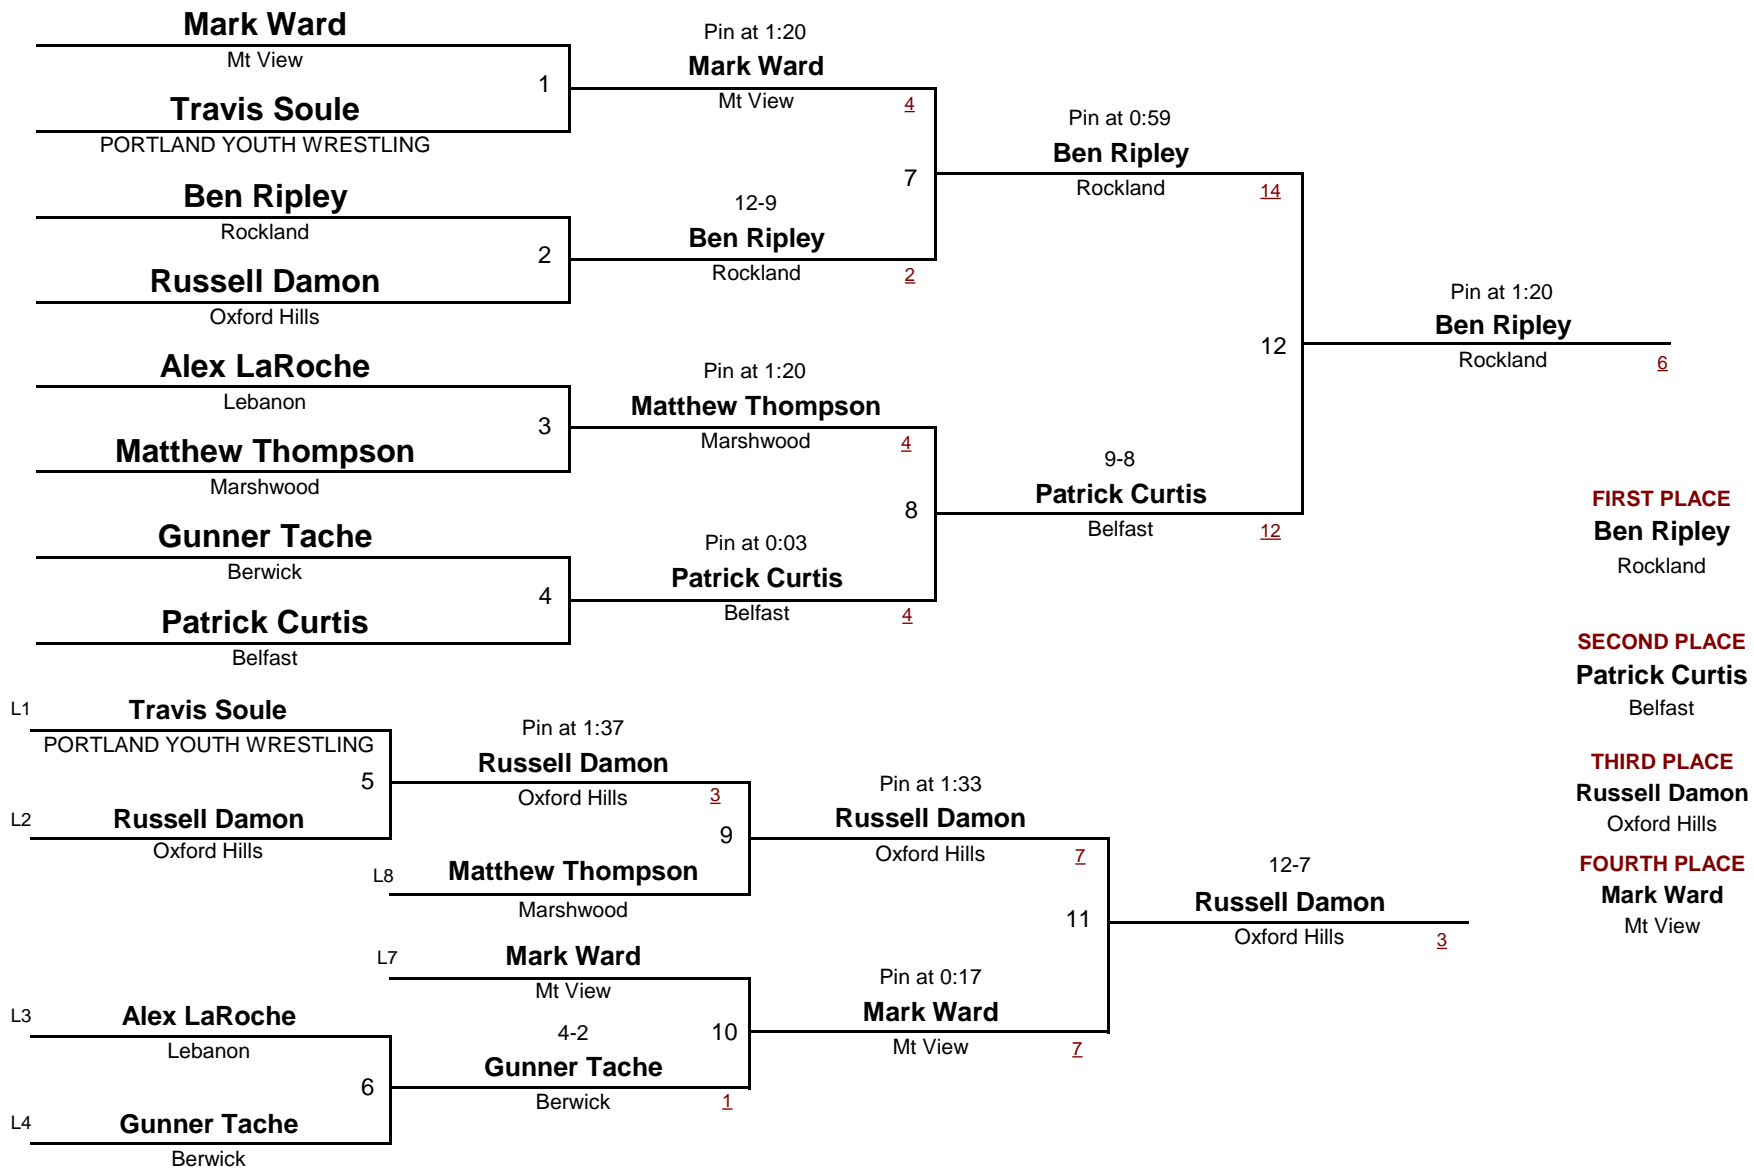 Mark Ward
Mt View
1
Travis Soule
PORTLAND YOUTH WRESTLING
Ben Ripley
Rockland
2
Russell Damon
Oxford Hills
Alex LaRoche
Lebanon
3
Matthew Thompson
Marshwood
Gunner Tache
Berwick
4
Patrick Curtis
Belfast
Pin at 1:20
Mark Ward
Mt View
4
7
12-9
Ben Ripley
Rockland
2
Pin at 1:20
Matthew Thompson
Marshwood
4
8
Pin at 0:03
Patrick Curtis
Belfast
4
Pin at 0:59
Ben Ripley
Rockland
14
12
9-8
Patrick Curtis
Belfast
12
Pin at 1:20
Ben Ripley
Rockland
6
FIRST PLACE
Ben Ripley
Rockland
SECOND PLACE
Patrick Curtis
Belfast
THIRD PLACE
Russell Damon
Oxford Hills
FOURTH PLACE
Mark Ward
Mt View
L1
Travis Soule
PORTLAND YOUTH WRESTLING
5
L2
Russell Damon
Oxford Hills
Pin at 1:37
Russell Damon
Oxford Hills
3
9
L8
Matthew Thompson
Marshwood
L7
Mark Ward
Mt View
10
L3
Alex LaRoche
Lebanon
6
L4
Gunner Tache
Berwick
4-2
Gunner Tache
Berwick
1
Pin at 1:33
Russell Damon
Oxford Hills
7
11
Pin at 0:17
Mark Ward
Mt View
7
12-7
Russell Damon
Oxford Hills
3